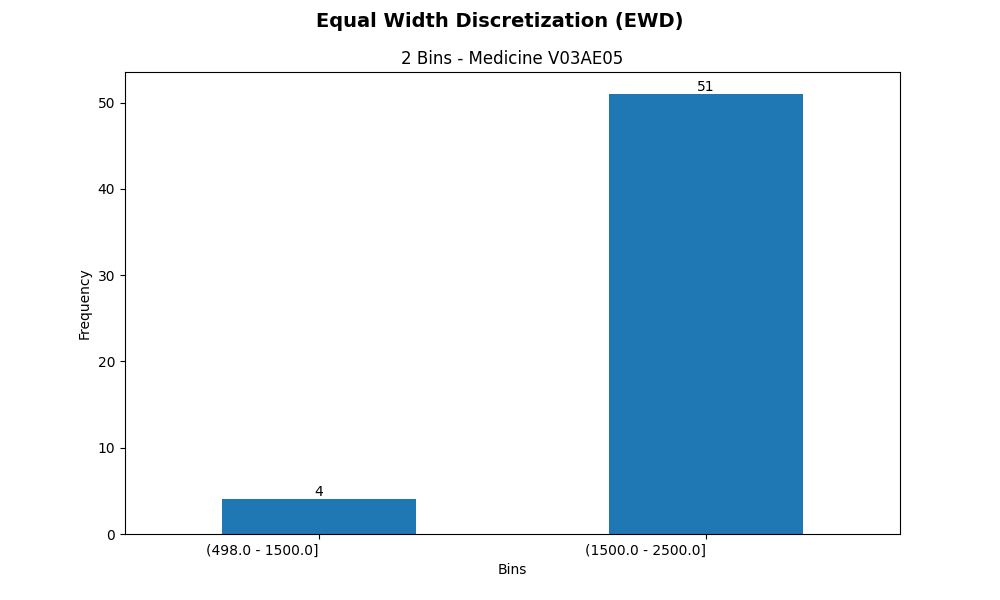 Equal Width Discretization (EWD)
2 Bins - Medicine V03AE05
51
50
40
30
20
10
0
Frequency
4
(498.0 - 1500.0]
(1500.0 - 2500.0]
Bins